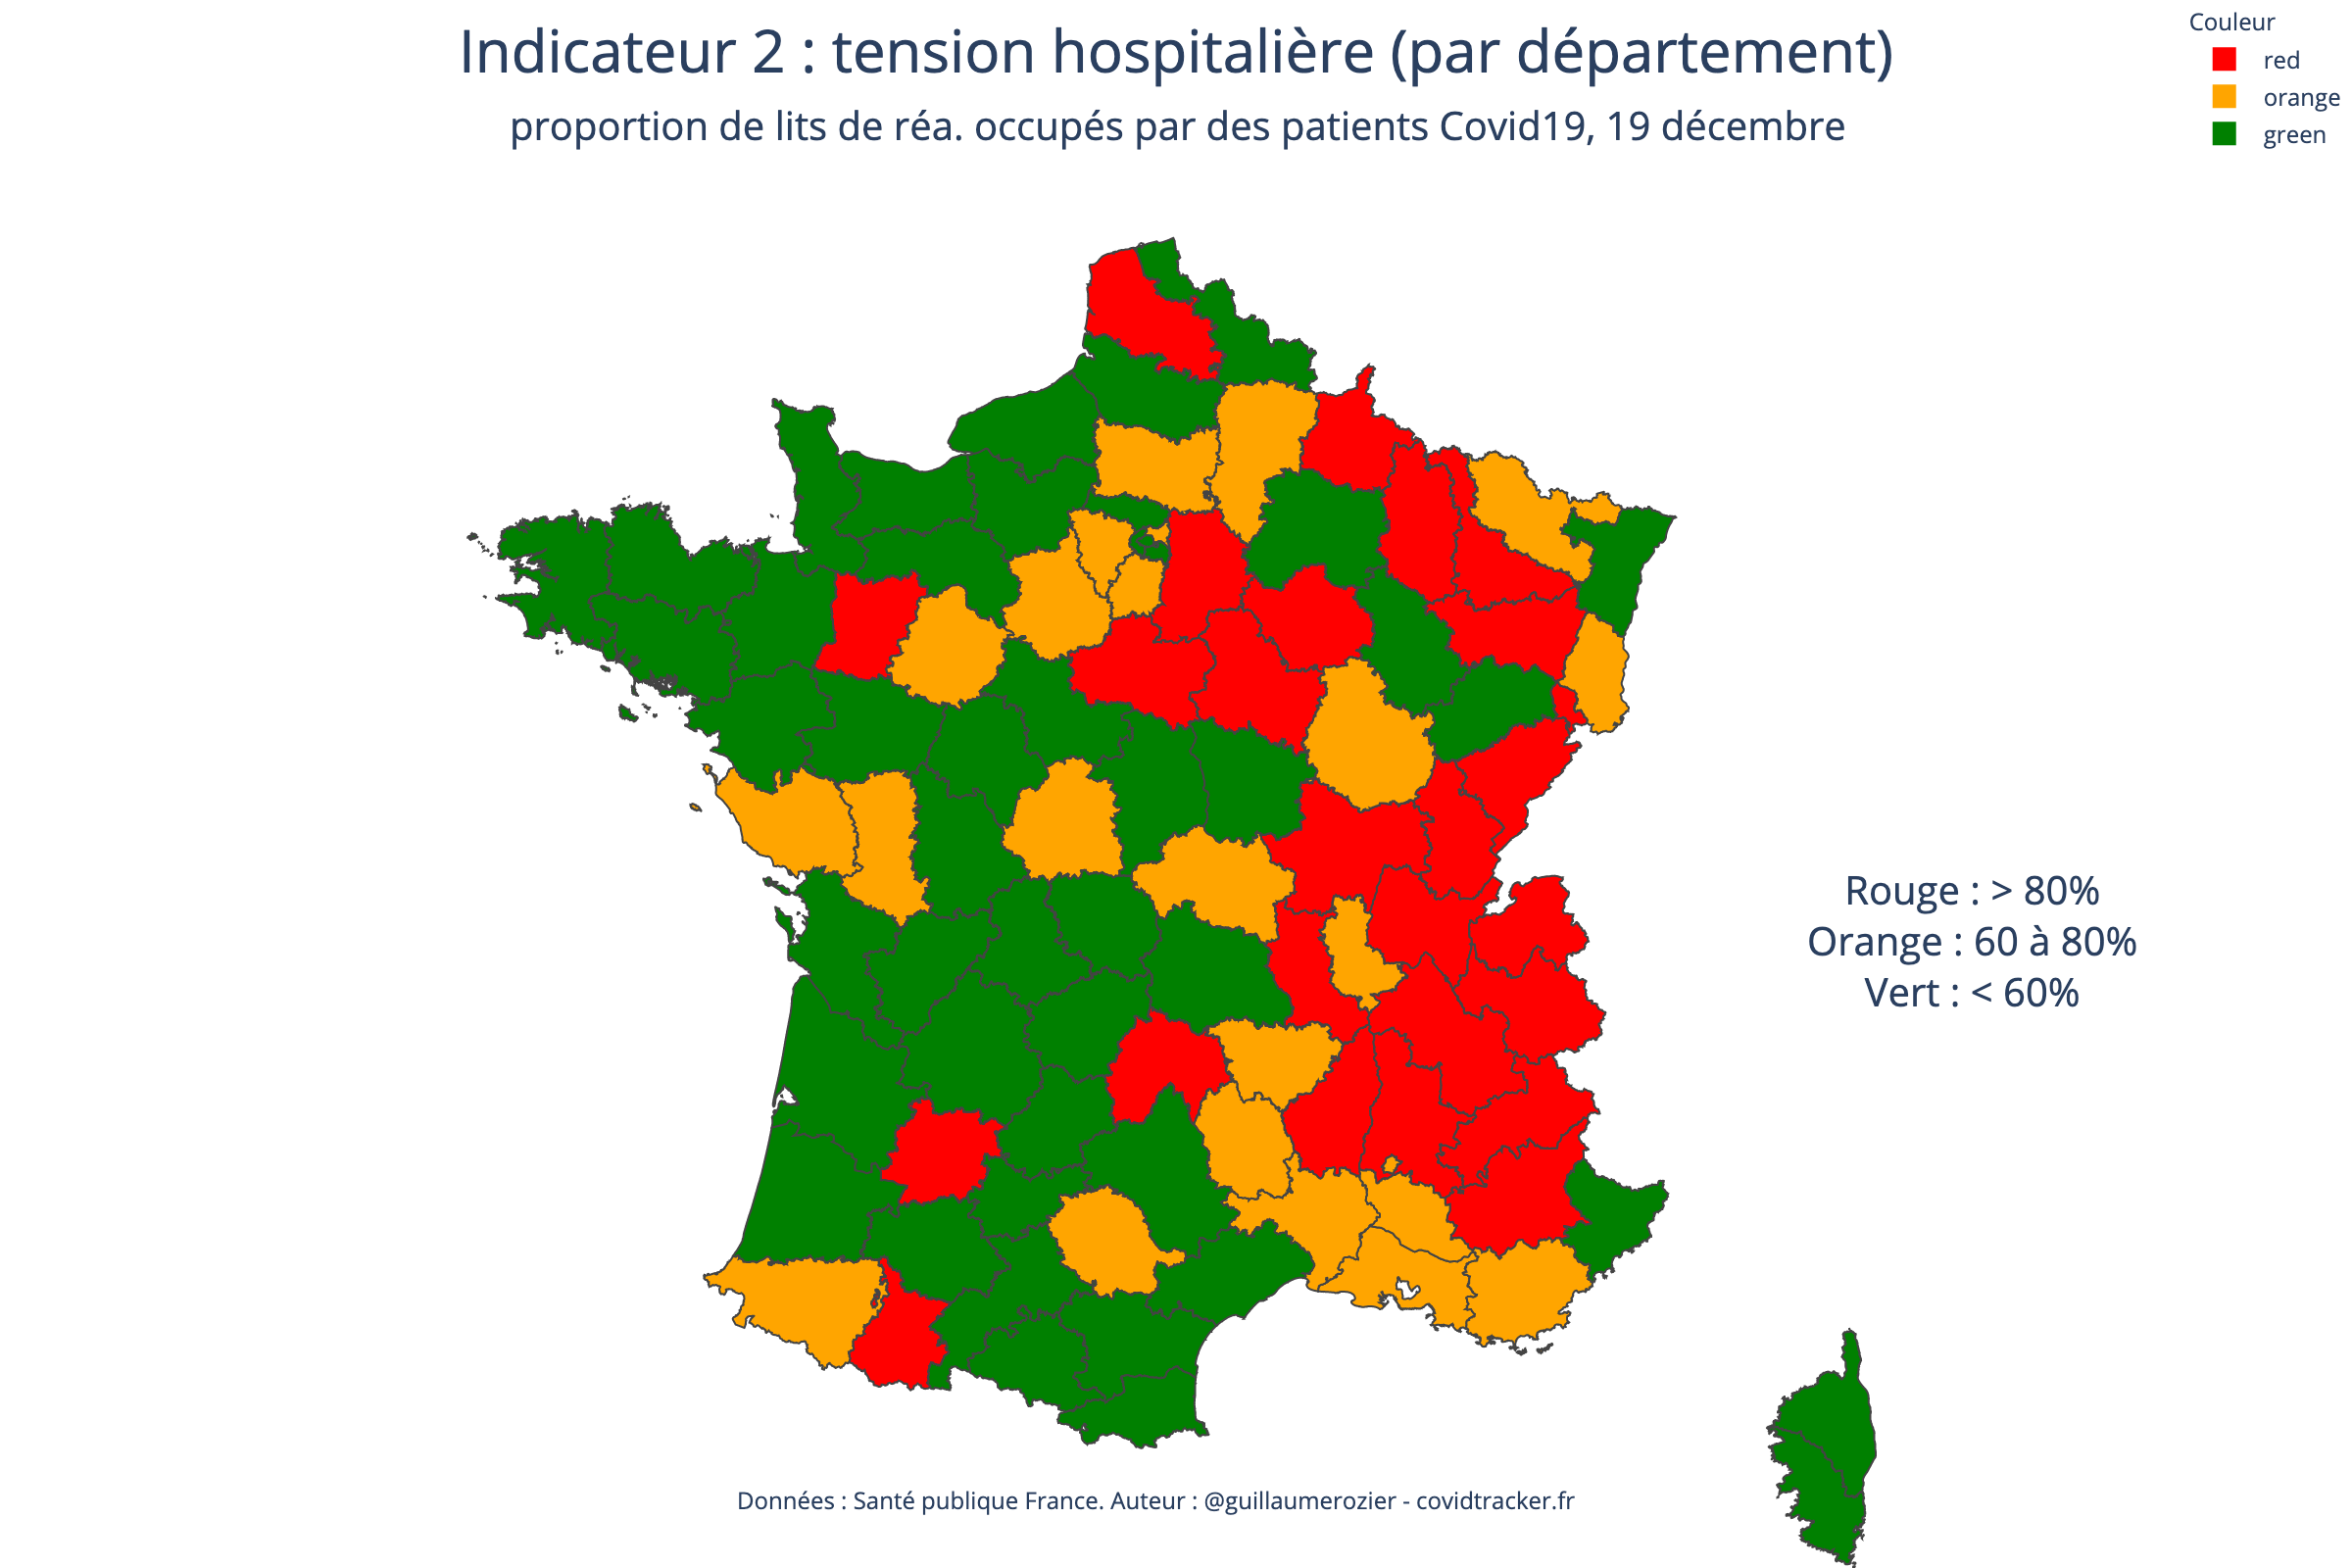 Indicateur 2 : tension hospitalière (par département)
proportion de lits de réa. occupés par des patients Covid19, 19 décembre
Couleur
red
orange
green
Rouge : > 80%
Orange : 60 à 80%
Vert : < 60%
Données : Santé publique France. Auteur : @guillaumerozier - covidtracker.fr